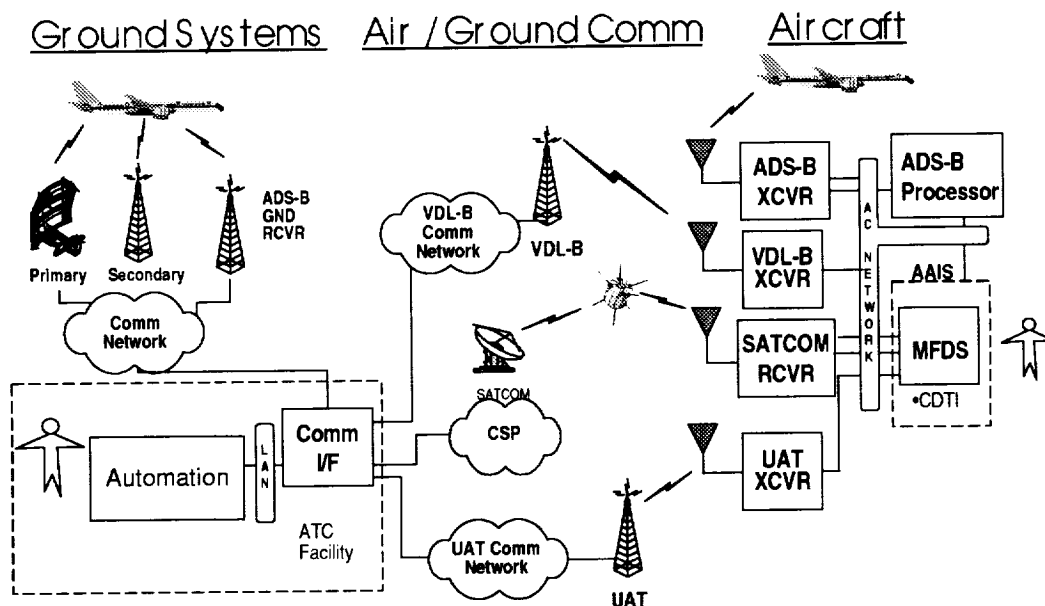 Ground Systems
Air / Ground Comm
Aircraft
ADS-B
GND
RCVR
Primary
Secondary
Comm
Network
VDL-B
Comm
Network
VDL-B
SATCOM
CSP
UAT Comm
Network
UAT
Automation
LAN
Comm
I/F
ATC
Facility
ADS-B
XCVR
VDL-B
XCVR
SATCOM
RCVR
UAT
XCVR
AC NETWORK
ADS-B
Processor
AAIS
MFDS
•CDTI